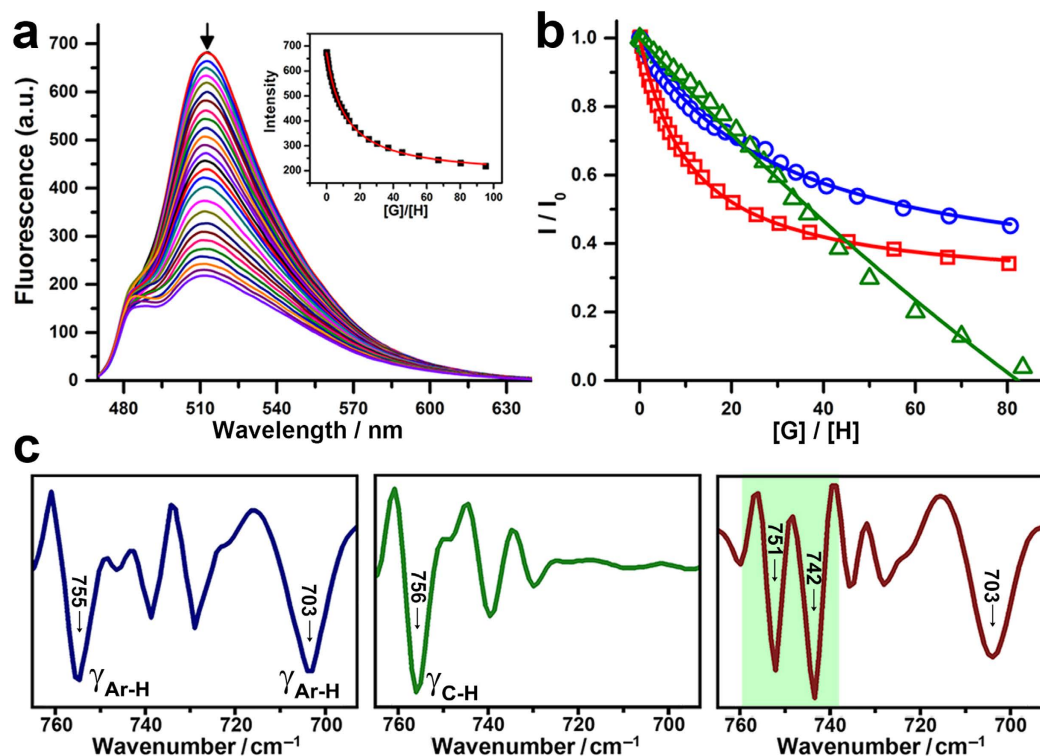 a
Fluorescence (a.u.)
700
600
500
400
300
200
100
0
480 510 540 570 600 630
Wavelength / nm
Intensity
700
600
500
400
300
200
0 20 40 60 80 100
[G]/[H]
b
I / I0
1.0
0.8
0.6
0.4
0.2
0.0
0 20 40 60 80
[G] / [H]
c
755
γAr-H
703
γAr-H
760 740 720 700
Wavenumber / cm⁻¹
756
γC-H
760 740 720 700
Wavenumber / cm⁻¹
751
742
703
760 740 720 700
Wavenumber / cm⁻¹